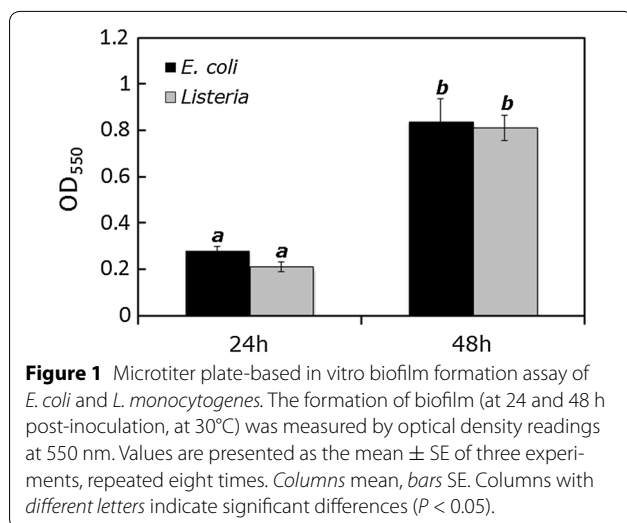 1.2
1
0.8
0.6
0.4
0.2
0
OD550
E. coli
Listeria
a
a
b
b
24h
48h
Figure 1 Microtiter plate-based in vitro biofilm formation assay of
E. coli and L. monocytogenes. The formation of biofilm (at 24 and 48 h
post-inoculation, at 30°C) was measured by optical density readings
at 550 nm. Values are presented as the mean ± SE of three experi-
ments, repeated eight times. Columns mean, bars SE. Columns with
different letters indicate significant differences (P < 0.05).